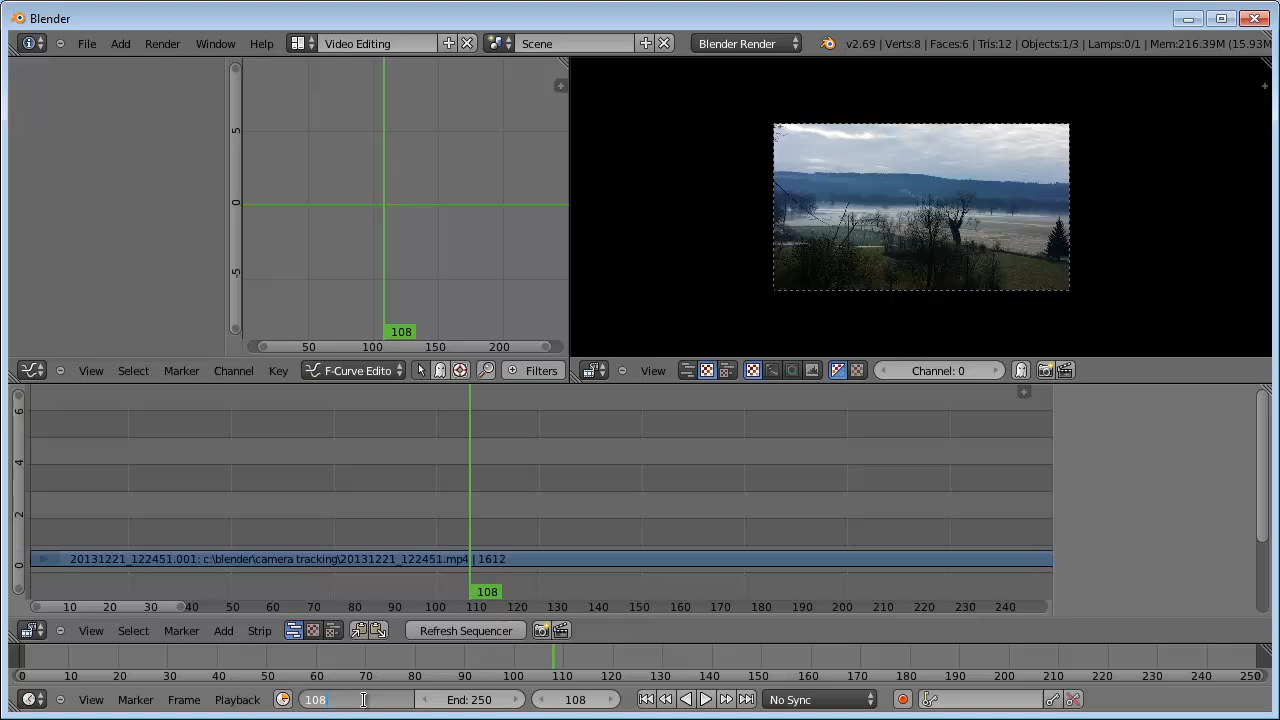 Blender
File Add Render Window Help Video Editing Scene Blender Render v2.69 | Verts:8 | Faces:6 | Tris:12 | Objects:1/3 | Lamps:0/1 | Mem:216.39M (15.93M
5
0
-5
108
50 100 150 200
View Select Marker Channel Key F-Curve Edito Filters View Channel: 0
6
4
2
0
20131221_122451.001: c:\blender\camera tracking\20131221_122451.mp4 | 1612
108
10 20 30 40 50 60 70 80 90 100 110 120 130 140 150 160 170 180 190 200 210 220 230 240
View Select Marker Add Strip Refresh Sequencer
0 10 20 30 40 50 60 70 80 90 100 110 120 130 140 150 160 170 180 190 200 210 220 230 240 250
View Marker Frame Playback 108 End: 250 108 No Sync